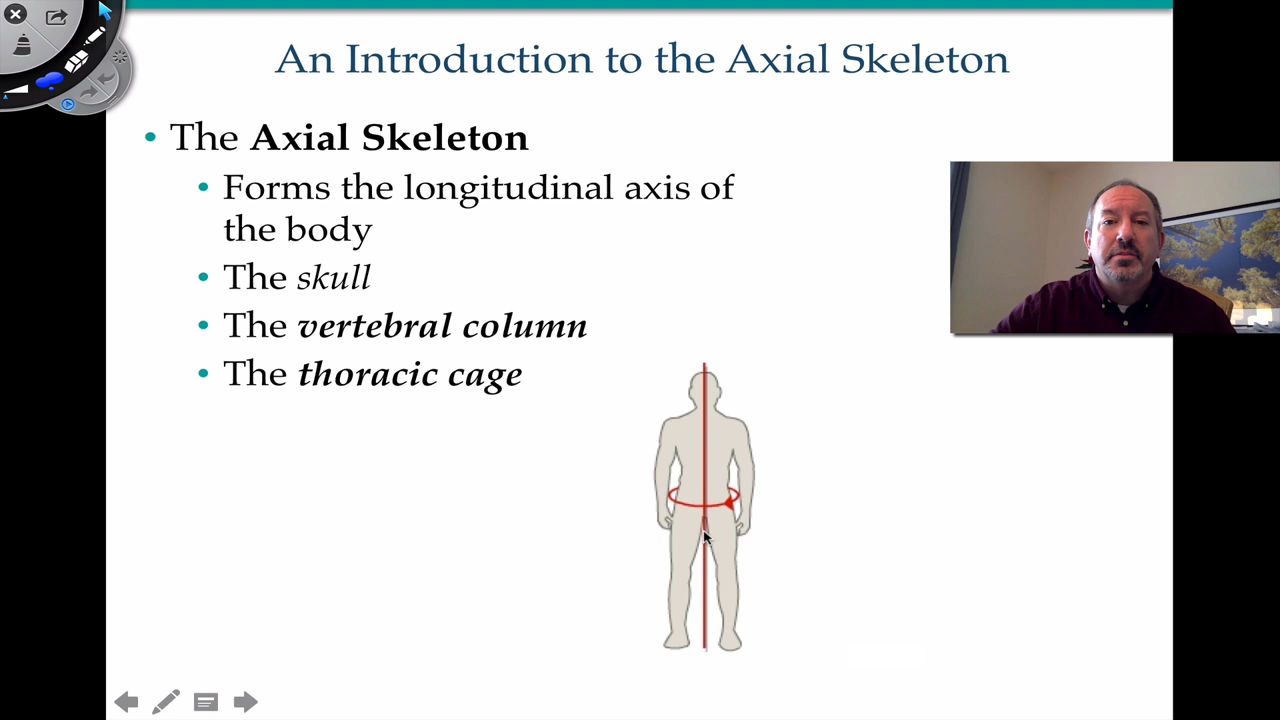 An Introduction to the Axial Skeleton
• The Axial Skeleton
• Forms the longitudinal axis of
the body
• The skull
• The vertebral column
• The thoracic cage